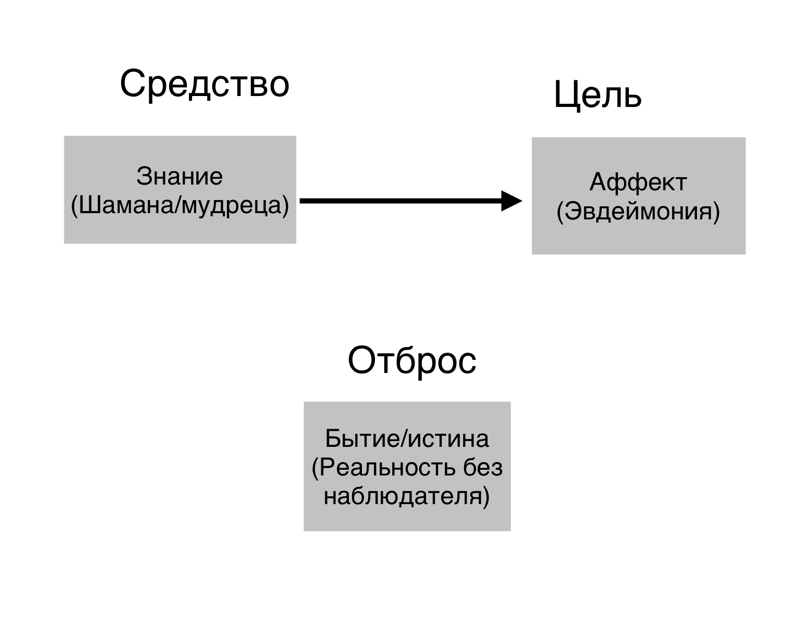 Средство
Цель
Знание
(Шамана/мудреца)
Аффект
(Эвдеймония)
Отброс
Бытие/истина
(Реальность без
наблюдателя)